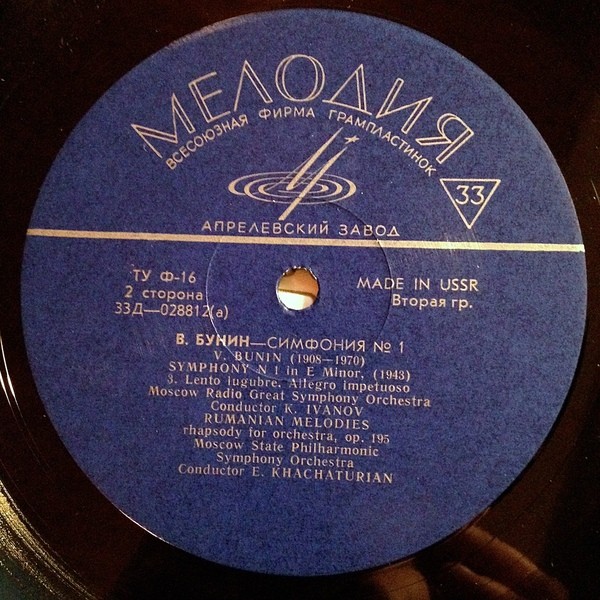 МЕЛОДИЯ
ВСЕСОЮЗНАЯ ФИРМА ГРАМПЛАСТИНОК
33
АПРЕЛЕВСКИЙ ЗАВОД
ТУ Ф-16
2 сторона
33Д—028812(а)
MADE IN USSR
Вторая гр.
В. БУНИН—СИМФОНИЯ № 1
V. BUNIN (1908—1970)
SYMPHONY N 1 in E Minor, (1943)
3. Lento lugubre. Allegro impetuoso
Moscow Radio Great Symphony Orchestra
Conductor K. IVANOV
RUMANIAN MELODIES
rhapsody for orchestra, op. 195
Moscow State Philharmonic
Symphony Orchestra
Conductor E. KHACHATURIAN